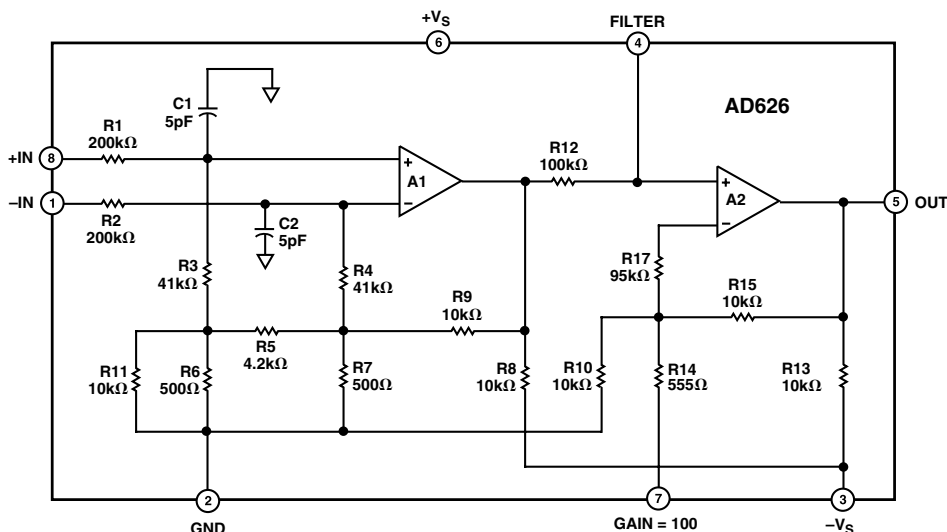 +VS
6
FILTER
4
AD626
C1
5pF
R1
200kΩ
+IN
8
–IN
1
R2
200kΩ
C2
5pF
+
–
A1
R12
100kΩ
+
–
A2
5
OUT
R3
41kΩ
R4
41kΩ
R17
95kΩ
R15
10kΩ
R9
10kΩ
R5
4.2kΩ
R11
10kΩ
R6
500Ω
R7
500Ω
R8
10kΩ
R10
10kΩ
R14
555Ω
R13
10kΩ
2
GND
7
GAIN = 100
3
–VS